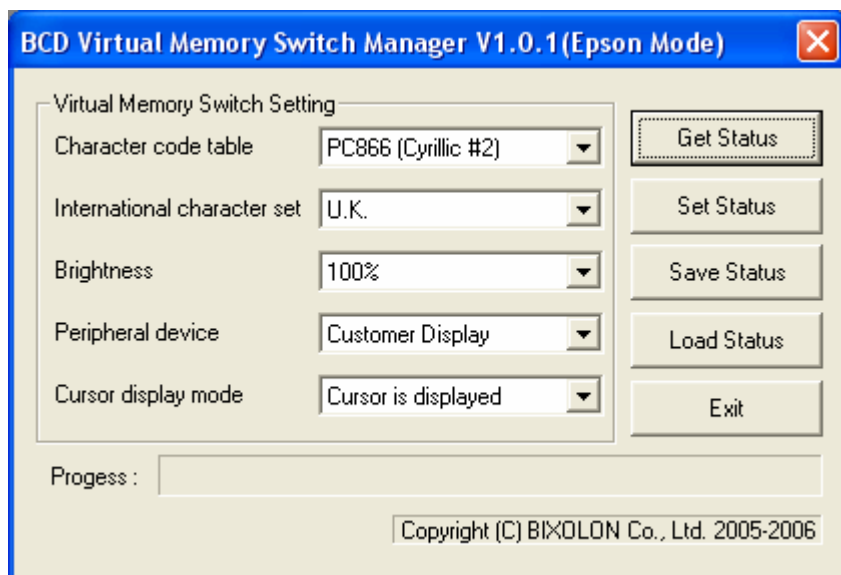 BCD Virtual Memory Switch Manager V1.0.1(Epson Mode)
Virtual Memory Switch Setting
Character code table PC866 (Cyrillic #2) Get Status
International character set U.K. Set Status
Brightness 100% Save Status
Peripheral device Customer Display Load Status
Cursor display mode Cursor is displayed Exit
Progess :
Copyright (C) BIXOLON Co., Ltd. 2005-2006